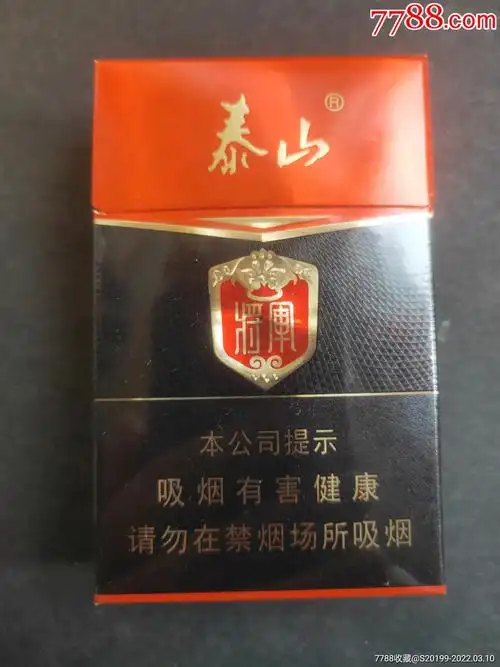 7788.com
泰山®
将軍
本公司提示
吸烟有害健康
请勿在禁烟场所吸烟
7788收藏@S20199-2022.03.10